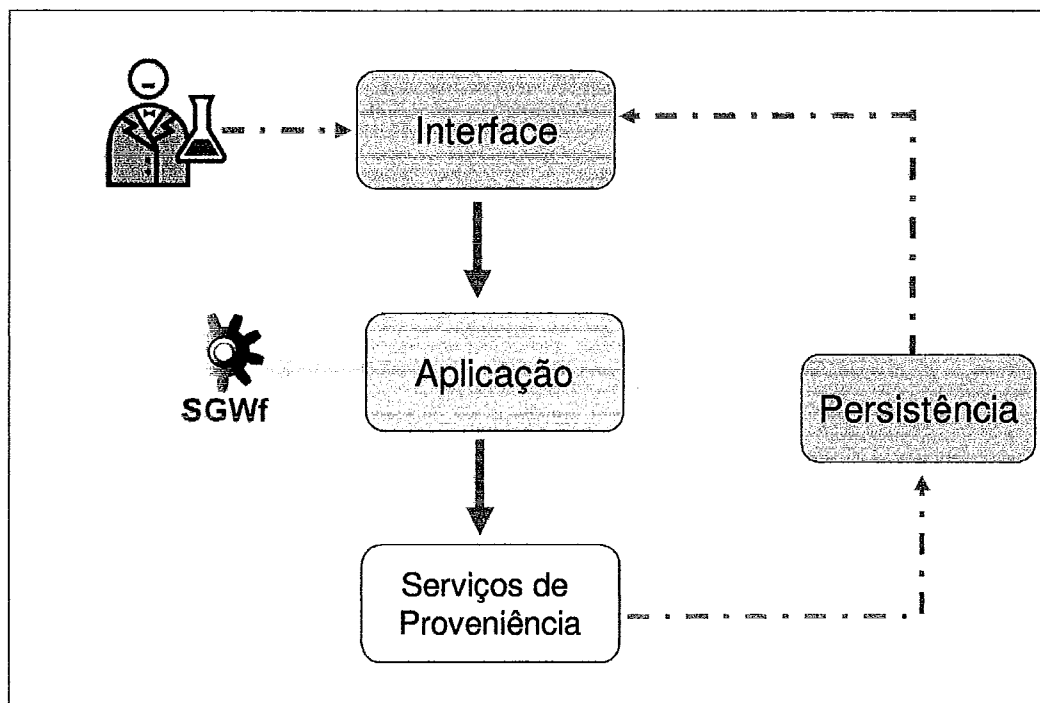 Interface
Aplicação
SGWf
Persistência
Serviços de
Proveniência